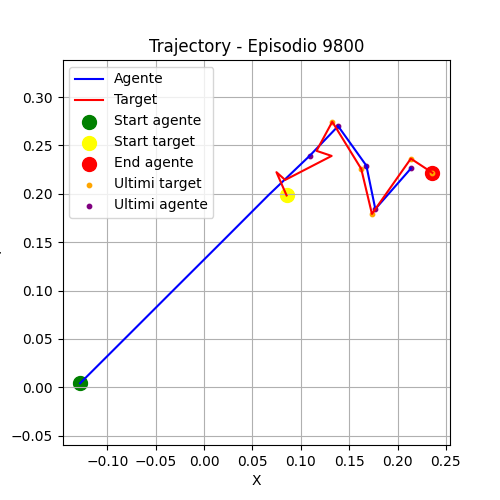 Trajectory - Episodio 9800
Agente
Target
Start agente
Start target
End agente
Ultimi target
Ultimi agente
0.30
0.25
0.20
0.15
0.10
0.05
0.00
−0.05
−0.10 −0.05 0.00 0.05 0.10 0.15 0.20 0.25
X